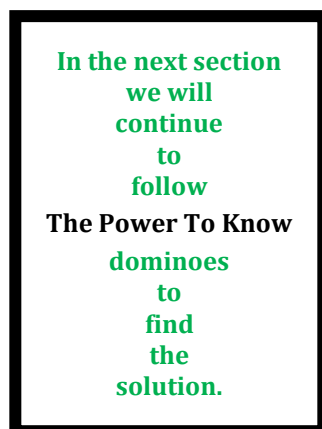 In the next section
we will
continue
to
follow
The Power To Know
dominoes
to
find
the
solution.